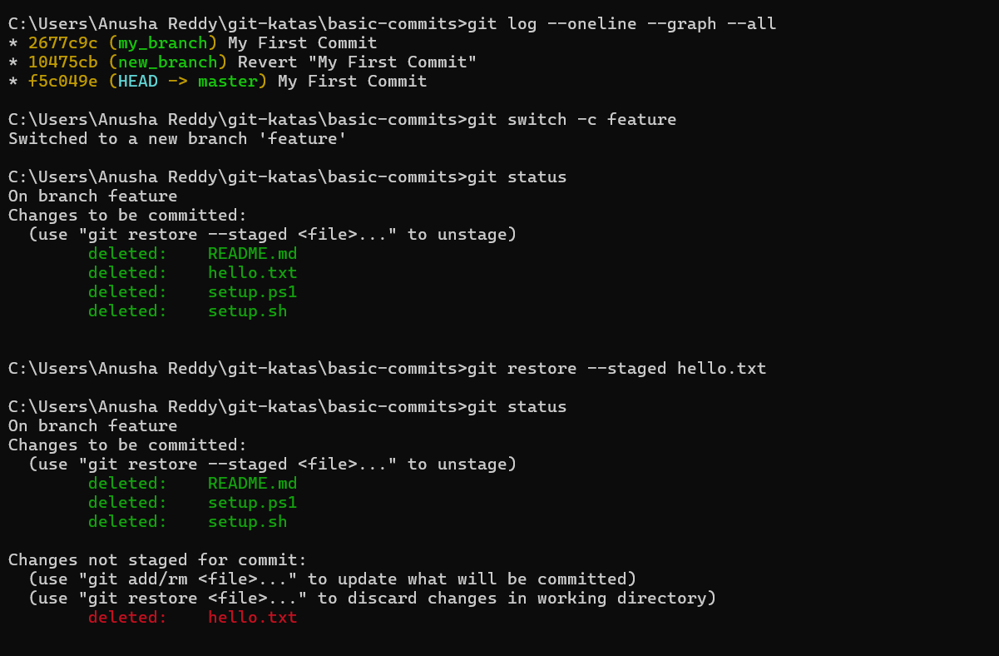 C:\Users\Anusha Reddy\git-katas\basic-commits>git log --oneline --graph --all
* 2677c9c (my_branch) My First Commit
* 10475cb (new_branch) Revert "My First Commit"
* f5c049e (HEAD -> master) My First Commit
C:\Users\Anusha Reddy\git-katas\basic-commits>git switch -c feature
Switched to a new branch 'feature'
C:\Users\Anusha Reddy\git-katas\basic-commits>git status
On branch feature
Changes to be committed:
  (use "git restore --staged <file>..." to unstage)
        deleted:    README.md
        deleted:    hello.txt
        deleted:    setup.ps1
        deleted:    setup.sh
C:\Users\Anusha Reddy\git-katas\basic-commits>git restore --staged hello.txt
C:\Users\Anusha Reddy\git-katas\basic-commits>git status
On branch feature
Changes to be committed:
  (use "git restore --staged <file>..." to unstage)
        deleted:    README.md
        deleted:    setup.ps1
        deleted:    setup.sh
Changes not staged for commit:
  (use "git add/rm <file>..." to update what will be committed)
  (use "git restore <file>..." to discard changes in working directory)
        deleted:    hello.txt